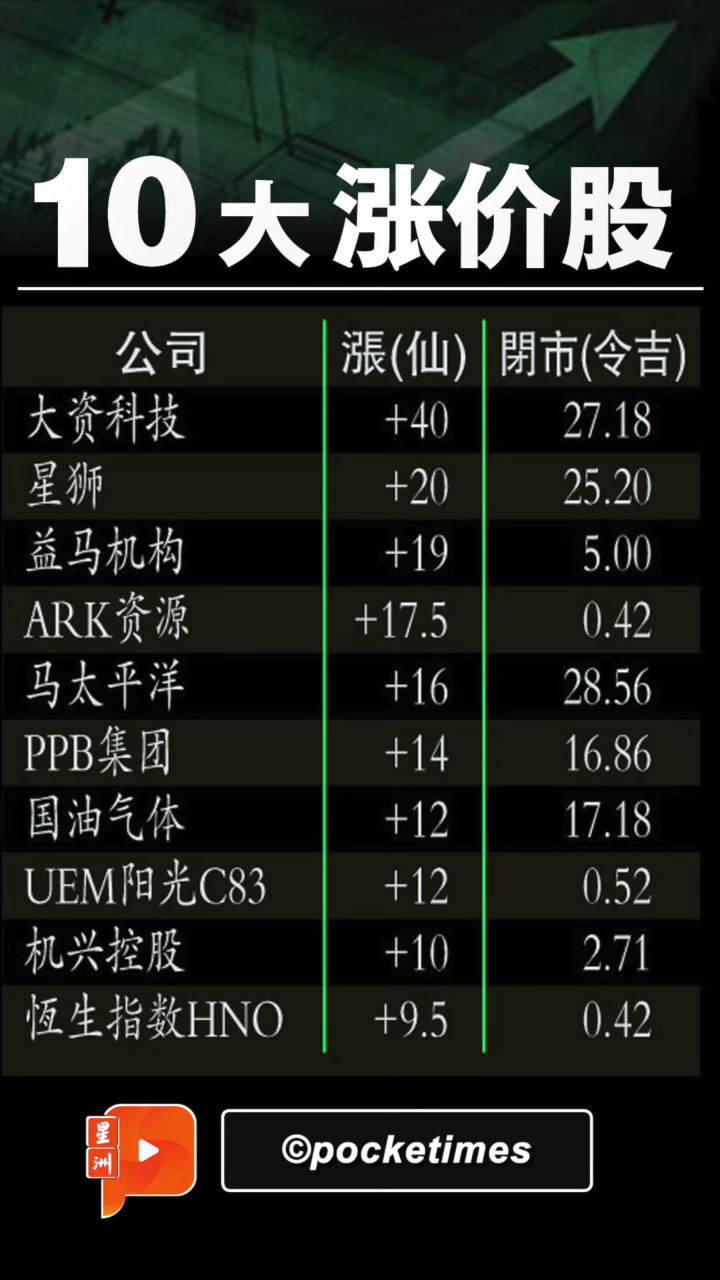 10大涨价股
公司 漲(仙) 閉市(令吉)
大资科技 +40 27.18
星狮 +20 25.20
益马机构 +19 5.00
ARK资源 +17.5 0.42
马太平洋 +16 28.56
PPB集团 +14 16.86
国油气体 +12 17.18
UEM阳光C83 +12 0.52
机兴控股 +10 2.71
恆生指数HNO +9.5 0.42
星洲
©pocketimes